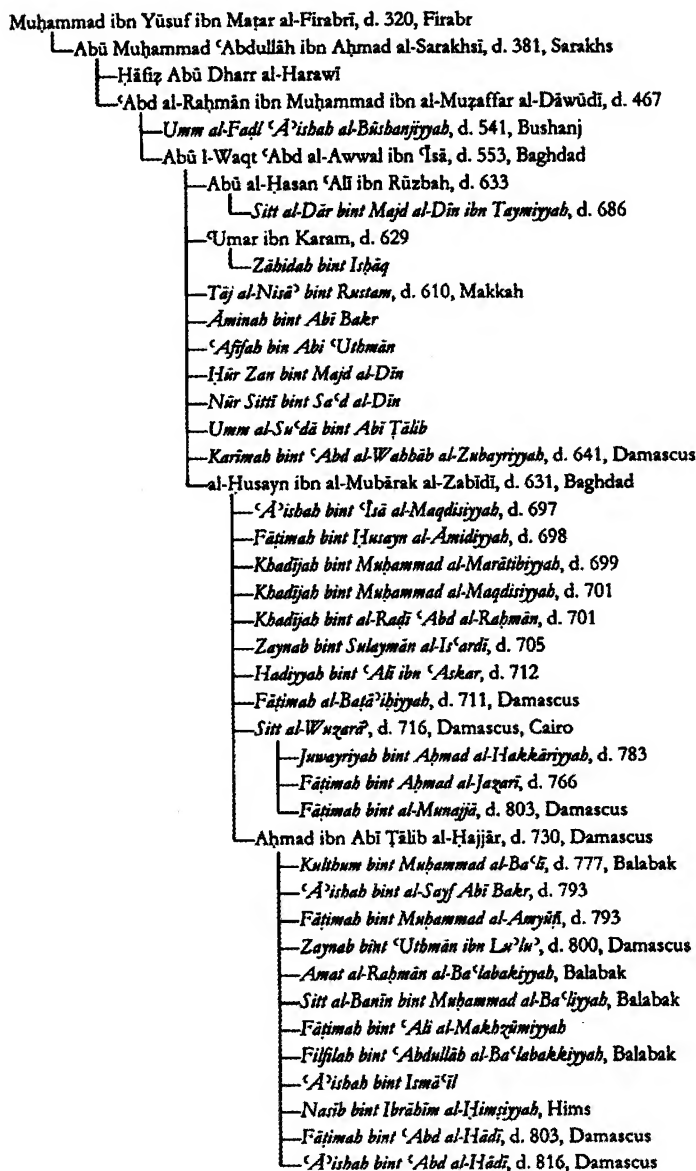 Muḥammad ibn Yūsuf ibn Maṭar al-Firabrī, d. 320, Firabr
Abū Muḥammad ʿAbdullāh ibn Aḥmad al-Sarakhsī, d. 381, Sarakhs
Ḥāfiẓ Abū Dharr al-Harawī
ʿAbd al-Raḥmān ibn Muḥammad ibn al-Muẓaffar al-Dāwūdī, d. 467
Umm al-Faḍl ʿĀʾishah al-Būshanjiyyah, d. 541, Bushanj
Abū l-Waqt ʿAbd al-Awwal ibn ʿĪsā, d. 553, Baghdad
Abū al-Ḥasan ʿAlī ibn Rūzbah, d. 633
Sitt al-Dār bint Majd al-Dīn ibn Taymiyyah, d. 686
ʿUmar ibn Karam, d. 629
Zāhidah bint Isḥāq
Tāj al-Nisāʾ bint Rustam, d. 610, Makkah
Āminah bint Abī Bakr
ʿAfīfah bin Abi ʿUthmān
Ḥūr Zan bint Majd al-Dīn
Nūr Sittī bint Saʿd al-Dīn
Umm al-Suʿdā bint Abī Ṭālib
Karīmah bint ʿAbd al-Wahhāb al-Zubayriyyah, d. 641, Damascus
al-Ḥusayn ibn al-Mubārak al-Zabīdī, d. 631, Baghdad
ʿĀʾishah bint ʿĪsā al-Maqdisiyyah, d. 697
Fāṭimah bint Ḥusayn al-Āmidiyyah, d. 698
Khadījah bint Muḥammad al-Marātibiyyah, d. 699
Khadījah bint Muḥammad al-Maqdisiyyah, d. 701
Khadījah bint al-Raḍī ʿAbd al-Raḥmān, d. 701
Zaynab bint Sulaymān al-Isʿardī, d. 705
Hadiyyah bint ʿAlī ibn ʿAskar, d. 712
Fāṭimah al-Baṭāʾiḥiyyah, d. 711, Damascus
Sitt al-Wuzarāʾ, d. 716, Damascus, Cairo
Juwayriyah bint Aḥmad al-Hakkāriyyah, d. 783
Fāṭimah bint Aḥmad al-Jazarī, d. 766
Fāṭimah bint al-Munajjā, d. 803, Damascus
Aḥmad ibn Abī Ṭālib al-Ḥajjār, d. 730, Damascus
Kulthum bint Muḥammad al-Baʿlī, d. 777, Balabak
ʿĀʾishah bint al-Sayf Abī Bakr, d. 793
Fāṭimah bint Muḥammad al-Amyūṭī, d. 793
Zaynab bint ʿUthmān ibn Luʾluʾ, d. 800, Damascus
Amat al-Raḥmān al-Baʿlabakiyyah, Balabak
Sitt al-Banīn bint Muḥammad al-Baʿliyyah, Balabak
Fāṭimah bint ʿAli al-Makhzūmiyyah
Filfilah bint ʿAbdullāh al-Baʿlabakkiyyah, Balabak
ʿĀʾishah bint Ismāʿīl
Nasīb bint Ibrāhīm al-Ḥimṣiyyah, Hims
Fāṭimah bint ʿAbd al-Hādī, d. 803, Damascus
ʿĀʾishah bint ʿAbd al-Hādī, d. 816, Damascus